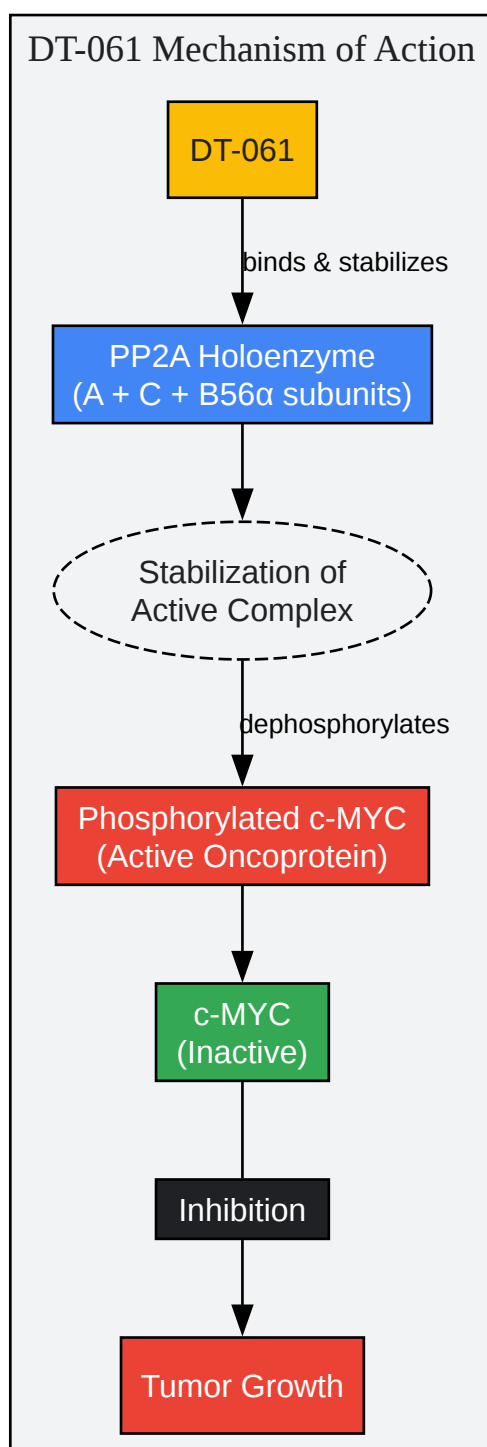 DT-061 Mechanism of Action
DT-061
binds & stabilizes
PP2A Holoenzyme
(A + C + B56α subunits)
Stabilization of
Active Complex
dephosphorylates
Phosphorylated c-MYC
(Active Oncoprotein)
c-MYC
(Inactive)
Inhibition
Tumor Growth